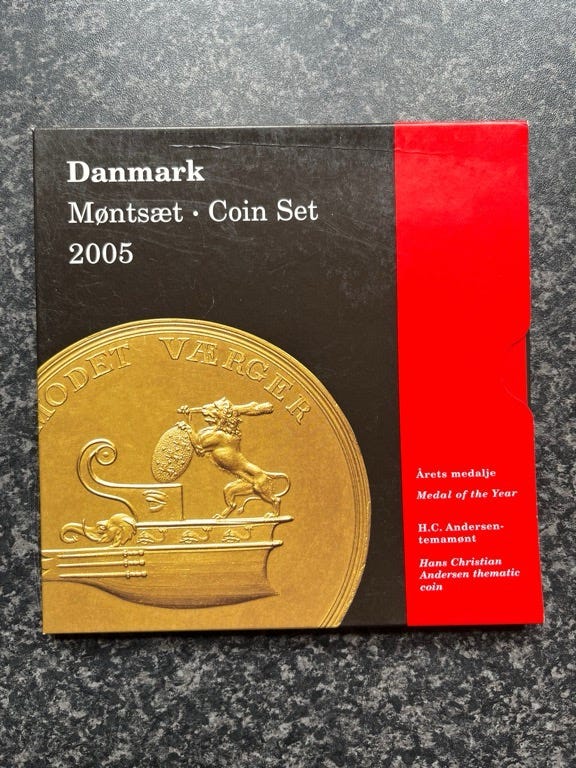 Danmark
Møntsæt · Coin Set
2005
MODET VÆRGER
Årets medalje
Medal of the Year
H.C. Andersen-
temamønt
Hans Christian
Andersen thematic
coin